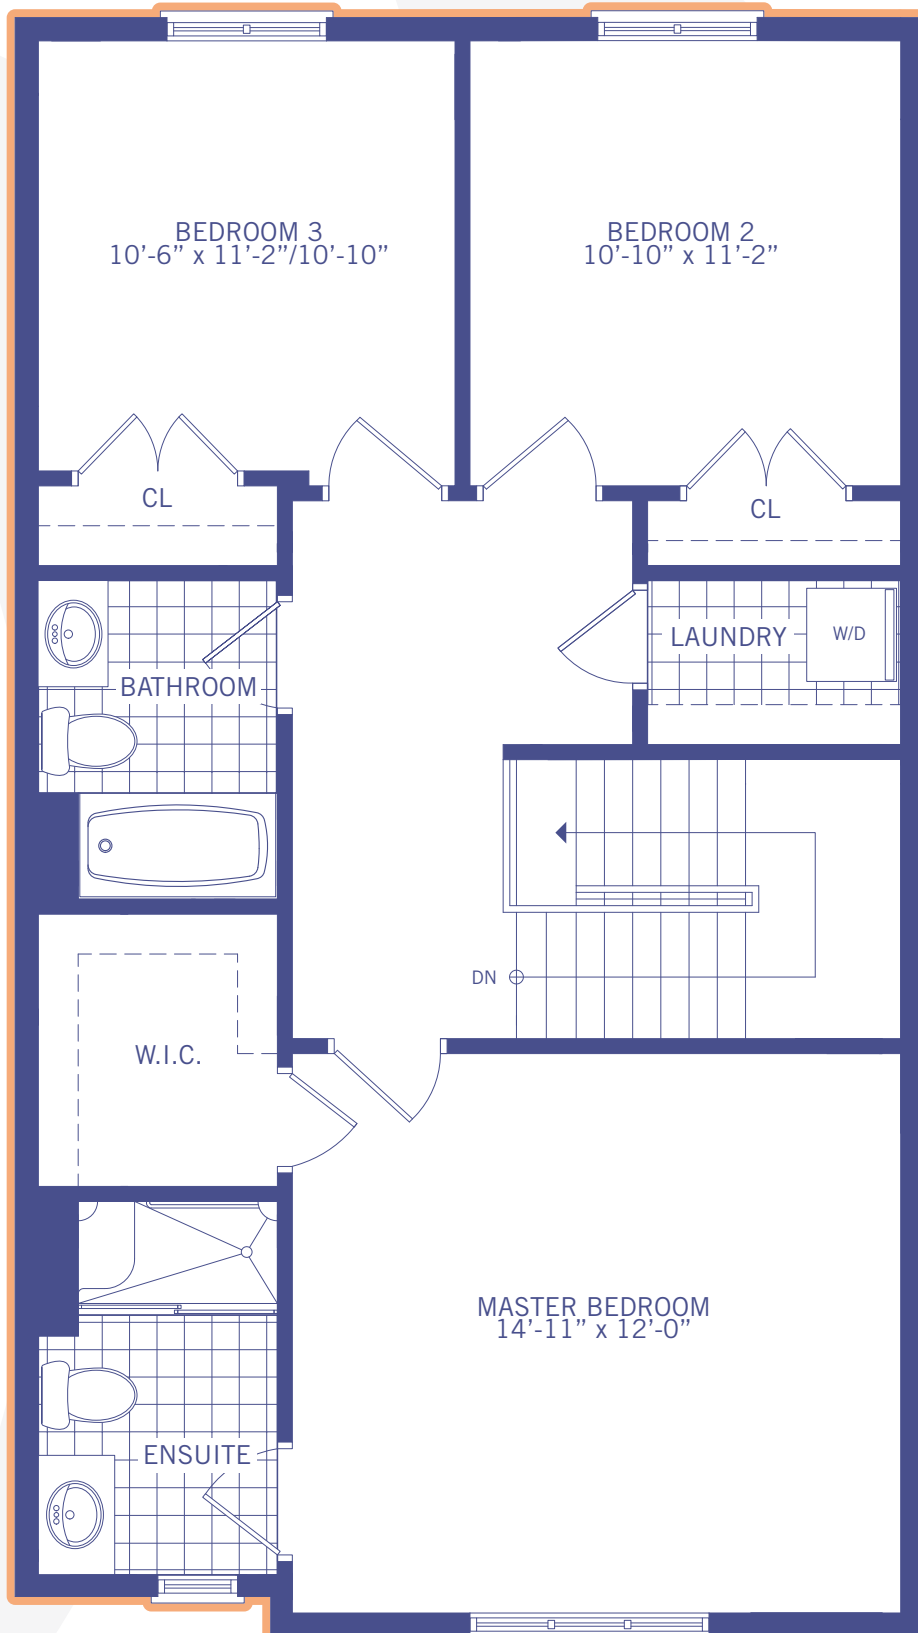 BEDROOM 3
10’-6” x 11’-2”/10’-10”
BEDROOM 2
10’-10” x 11’-2”
CL
CL
LAUNDRY
W/D
BATHROOM
DN
W.I.C.
MASTER BEDROOM
14’-11” x 12’-0”
ENSUITE